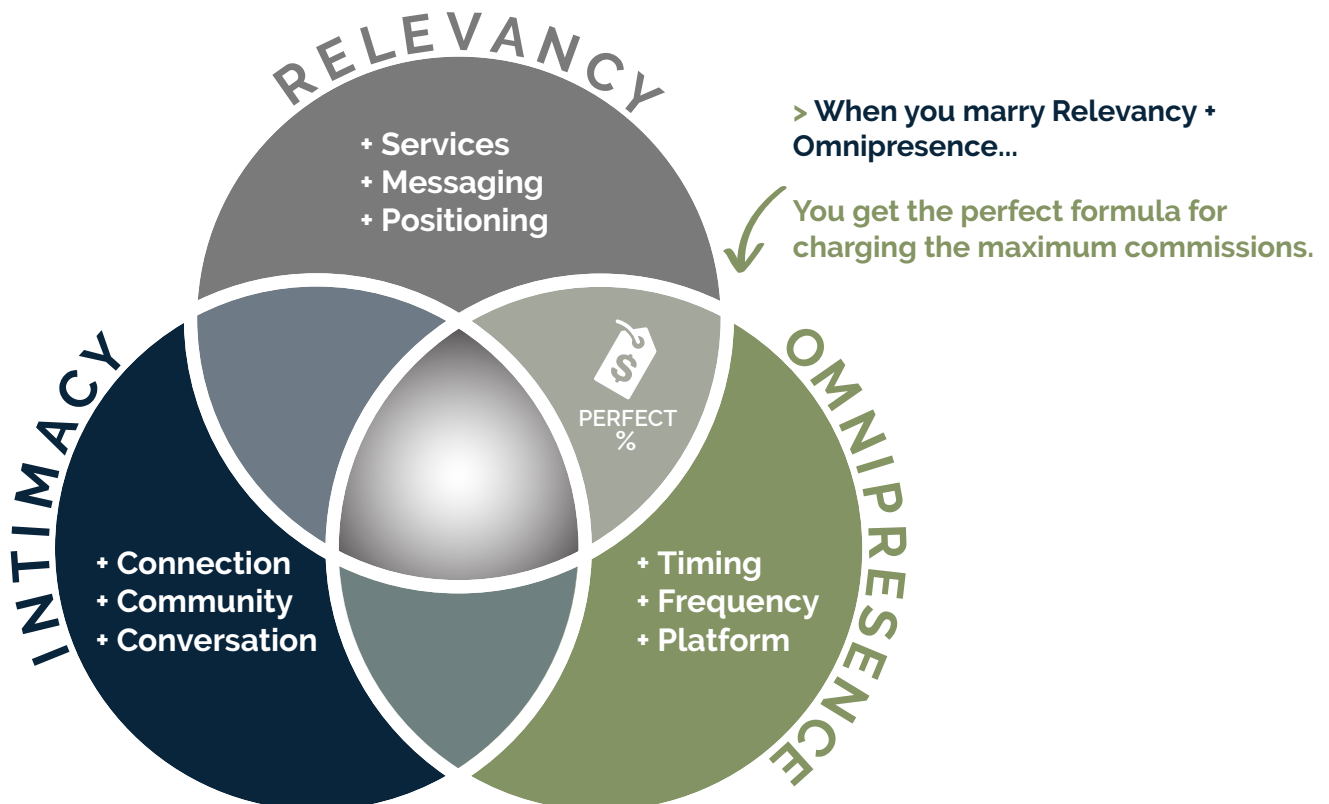 RELEVANCY
+ Services
+ Messaging
+ Positioning
> When you marry Relevancy +
Omnipresence...
You get the perfect formula for
charging the maximum commissions.
$
PERFECT
%
INTIMACY
+ Connection
+ Community
+ Conversation
OMNIPRESENCE
+ Timing
+ Frequency
+ Platform